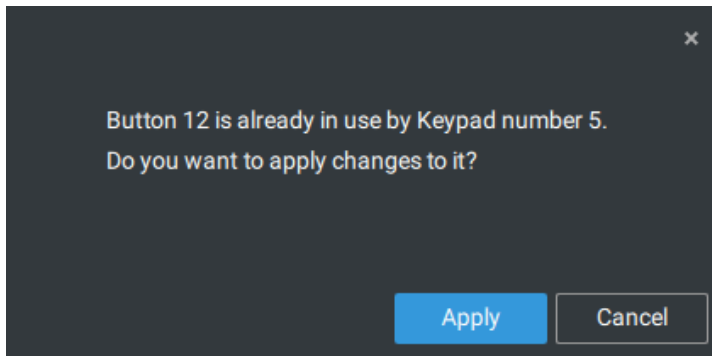 Button 12 is already in use by Keypad number 5.
Do you want to apply changes to it?
Apply
Cancel